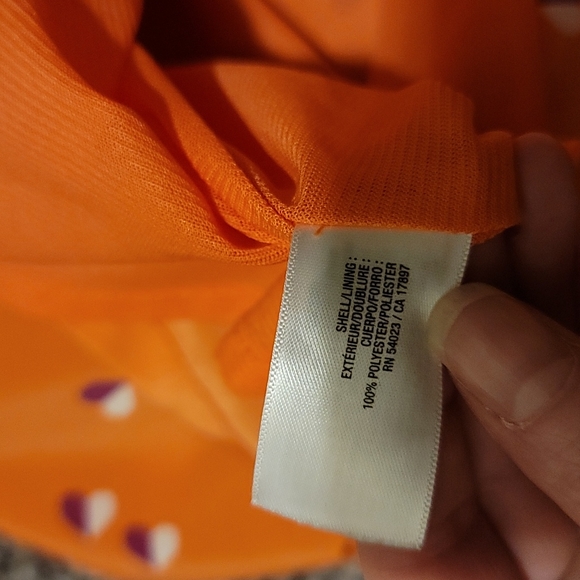 SHELL/LINING :
EXTÉRIEUR/DOUBLURE :
CUERPO/FORRO :
100% POLYESTER/POLIESTER
RN 54023 / CA 17897